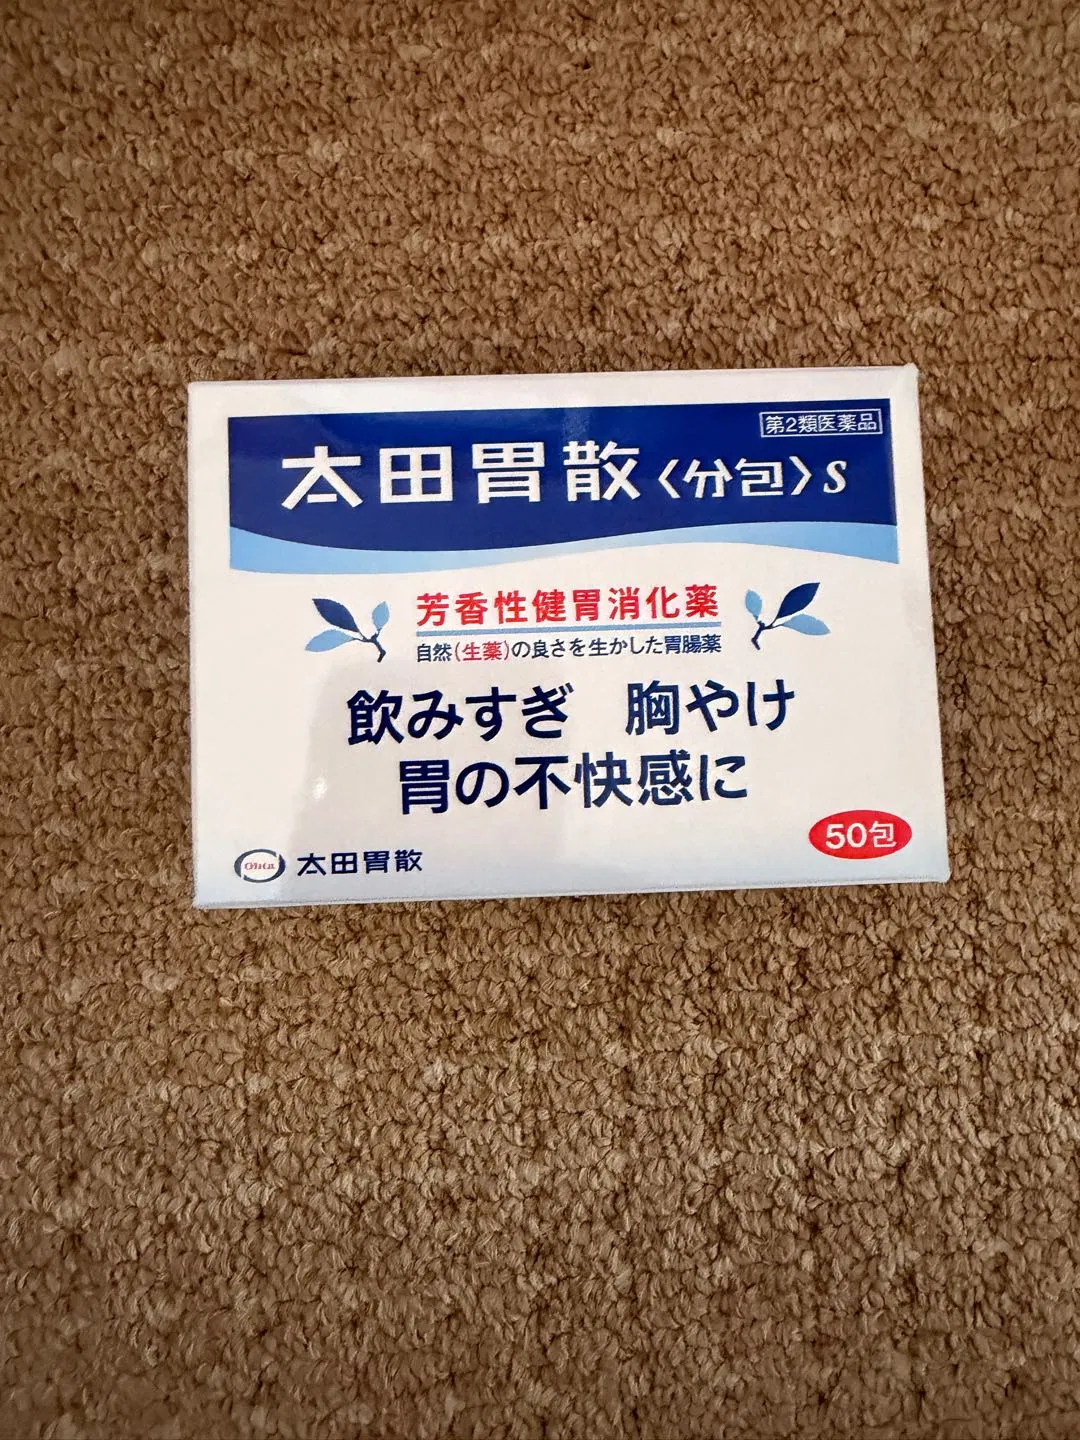 第2類医薬品
太田胃散〈分包〉S
芳香性健胃消化薬
自然(生薬)の良さを生かした胃腸薬
飲みすぎ 胸やけ
胃の不快感に
50包
Ohta 太田胃散